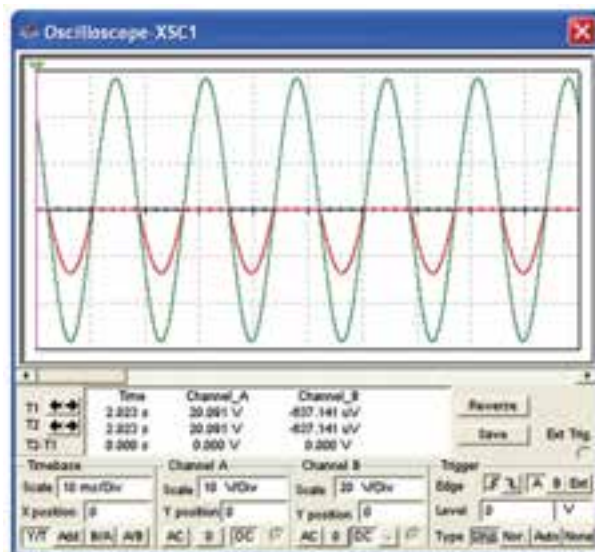 Oscilloscope-XSC1
Time Channel_A Channel_B
T1 2.023 s 20.091 V -637.141 uV
T2 2.023 s 20.091 V -637.141 uV
T2-T1 0.000 s 0.000 V 0.000 V
Reverse
Save
Ext Trig
Timebase
Scale 10 ms/Div
X position 0
Y/T Add B/A A/B
Channel A
Scale 10 V/Div
Y position 0
AC 0 DC
Channel B
Scale 20 V/Div
Y position 0
AC 0 DC -
Trigger
Edge A B Ext
Level 0 V
Type Sing. Nor. Auto None